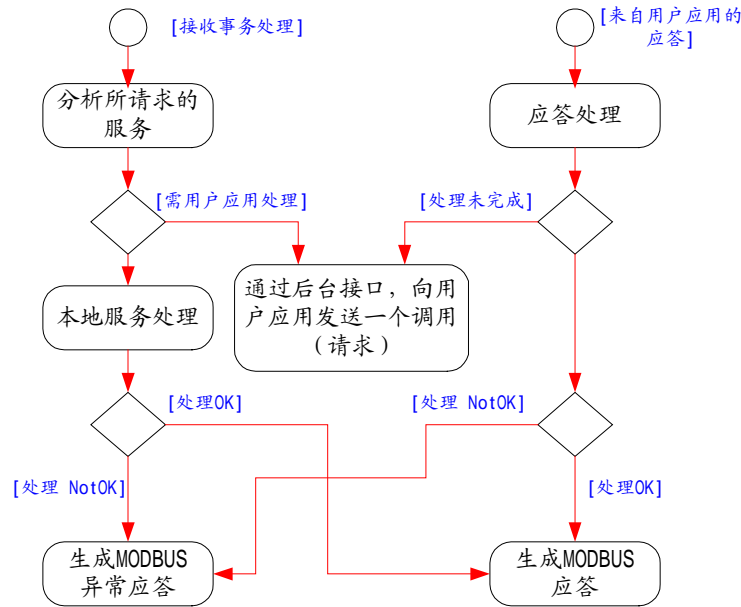 [接收事务处理]
[来自用户应用的
应答]
分析所请求的
服务
应答处理
[需用户应用处理]
[处理未完成]
通过后台接口，向用
户应用发送一个调用
（请求）
本地服务处理
[处理OK]
[处理 NotOK]
[处理 NotOK]
[处理OK]
生成MODBUS
异常应答
生成MODBUS
应答